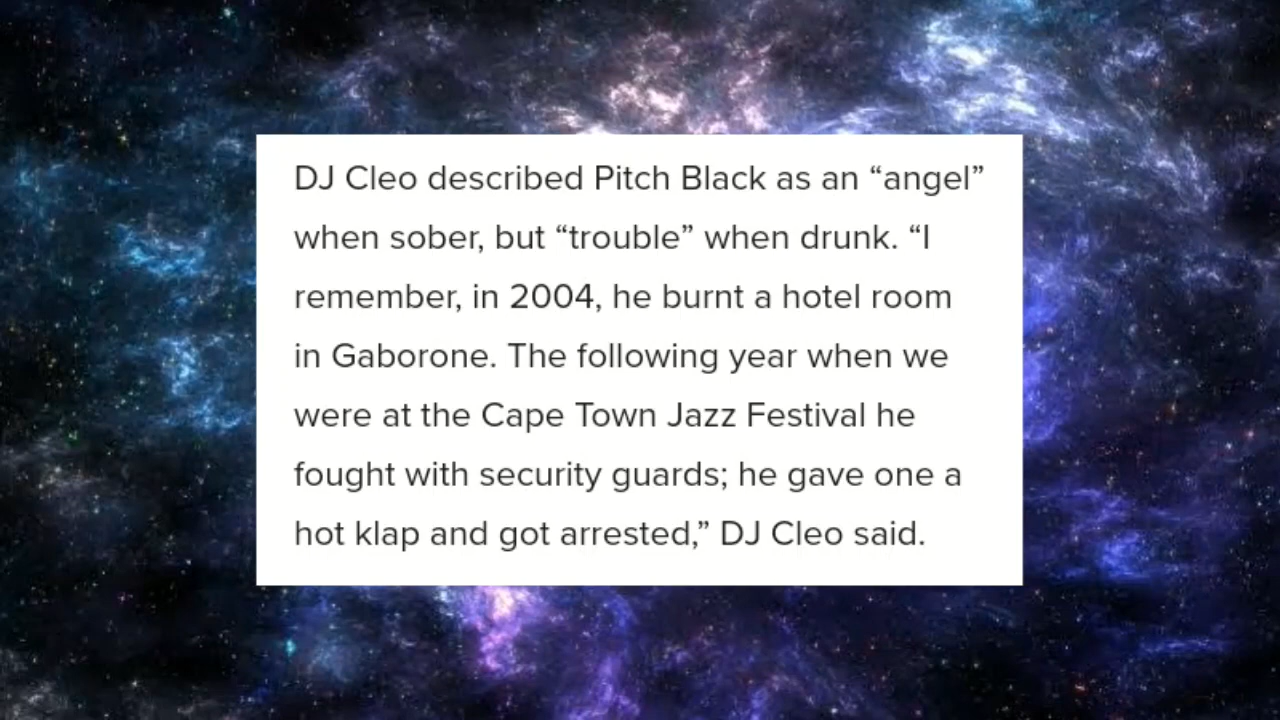 DJ Cleo described Pitch Black as an “angel”
when sober, but “trouble” when drunk. “I
remember, in 2004, he burnt a hotel room
in Gaborone. The following year when we
were at the Cape Town Jazz Festival he
fought with security guards; he gave one a
hot klap and got arrested,” DJ Cleo said.